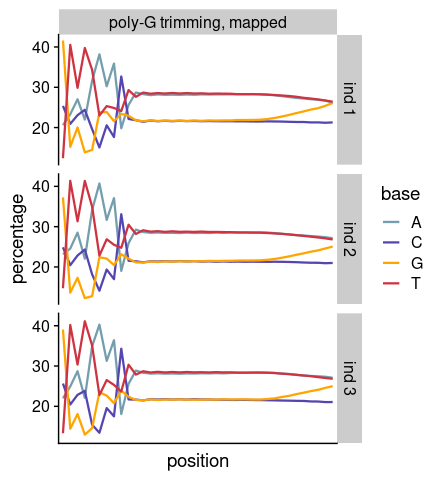 poly-G trimming, mapped
40
30
20
ind 1
40
30
20
ind 2
40
30
20
ind 3
percentage
position
base
A
C
G
T